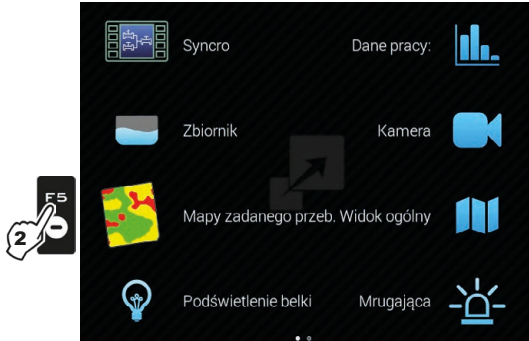 Syncro
Dane pracy:
Zbiornik
Kamera
F5
2
Mapy zadanego przeb.
Widok ogólny
Podświetlenie belki
Mrugająca